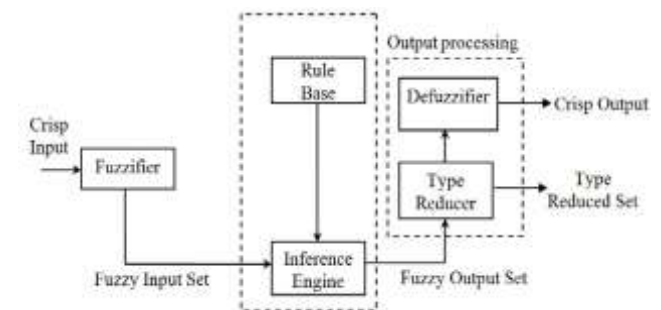 Output processing
Rule
Base
Defuzzifier
Crisp Output
Crisp
Input
Fuzzifier
Type
Reducer
Type
Reduced Set
Inference
Engine
Fuzzy Input Set
Fuzzy Output Set